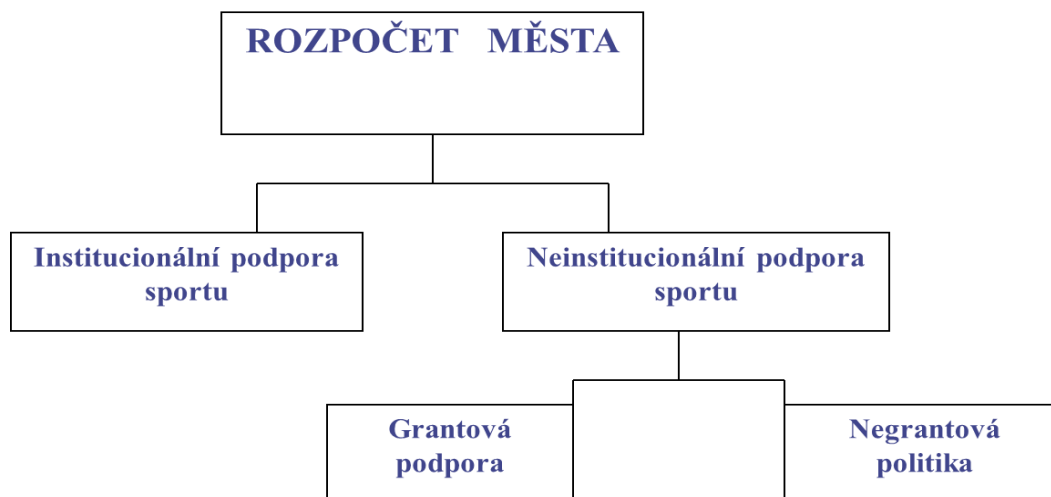 ROZPOČET MĚSTA
Institucionální podpora
sportu
Neinstitucionální podpora
sportu
Grantová
podpora
Negrantová
politika